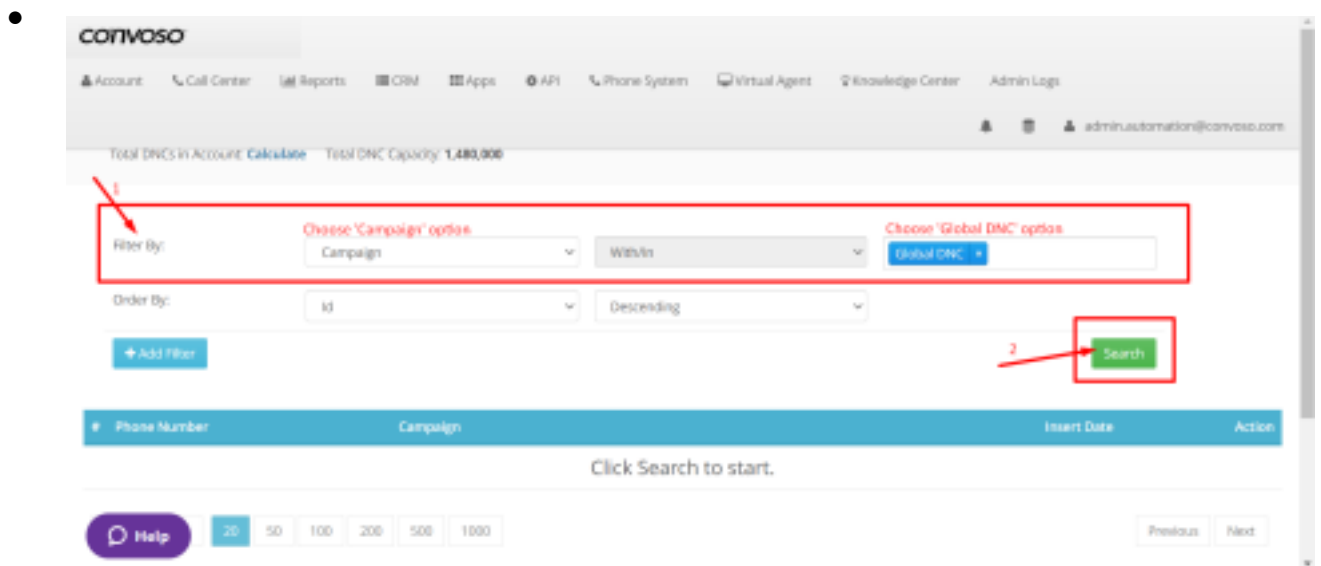 convoso
Account Call Center Reports CRM Apps API Phone System Virtual Agent Knowledge Center Admin Logs
admin.automation@convoso.com
Total DNCs in Account: Calculate Total DNC Capacity: 1,480,000
1
Choose 'Campaign' option Choose 'Global DNC' option
Filter By: Campaign With/in Global DNC ×
Order By: Id Descending
+ Add Filter 2 Search
# Phone Number Campaign Insert Date Action
Click Search to start.
Help 20 50 100 200 500 1000 Previous Next